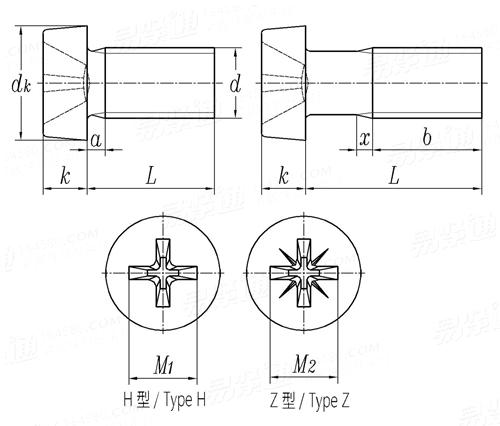 dk
a
d
k
L
x
b
k
L
M1
M2
H 型 / Type H
Z 型 / Type Z